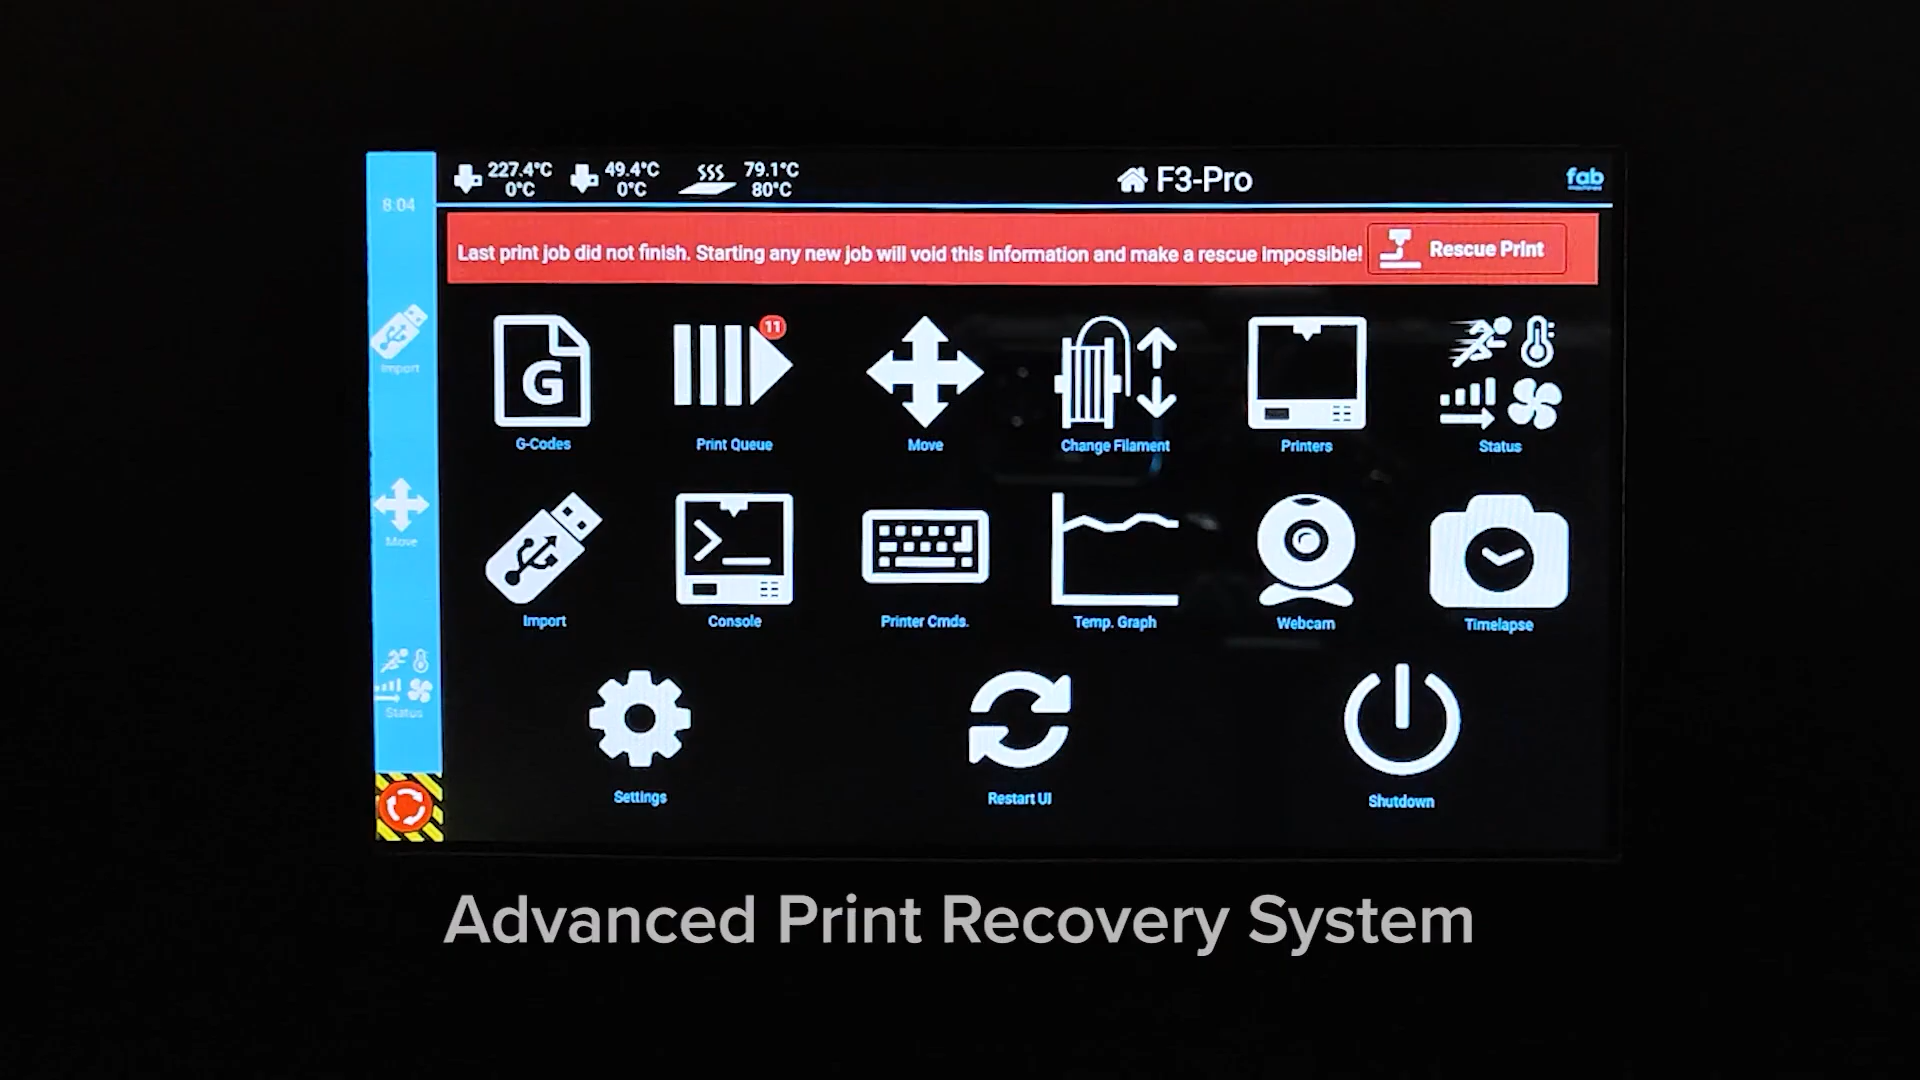 8:04
227.4°C
0°C
49.4°C
0°C
79.1°C
80°C
F3-Pro
fab
Last print job did not finish. Starting any new job will void this information and make a rescue impossible!
Rescue Print
Import
Move
Status
G
G-Codes
11
Print Queue
Move
Change Filament
Printers
Status
Import
Console
Printer Cmds.
Temp. Graph
Webcam
Timelapse
Settings
Restart UI
Shutdown
Advanced Print Recovery System